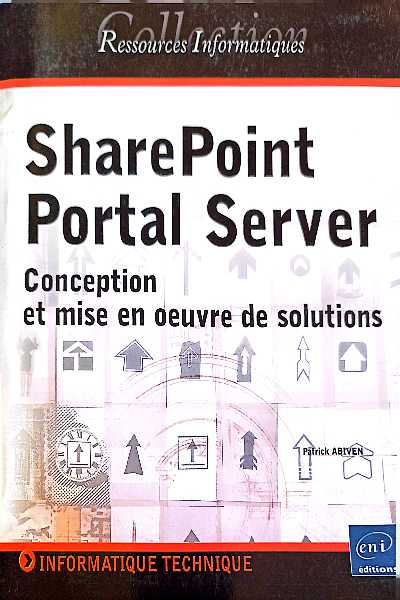 Collection
Ressources Informatiques
SharePoint
Portal Server
Conception
et mise en oeuvre de solutions
Patrick ABIVEN
eni
éditions
INFORMATIQUE TECHNIQUE